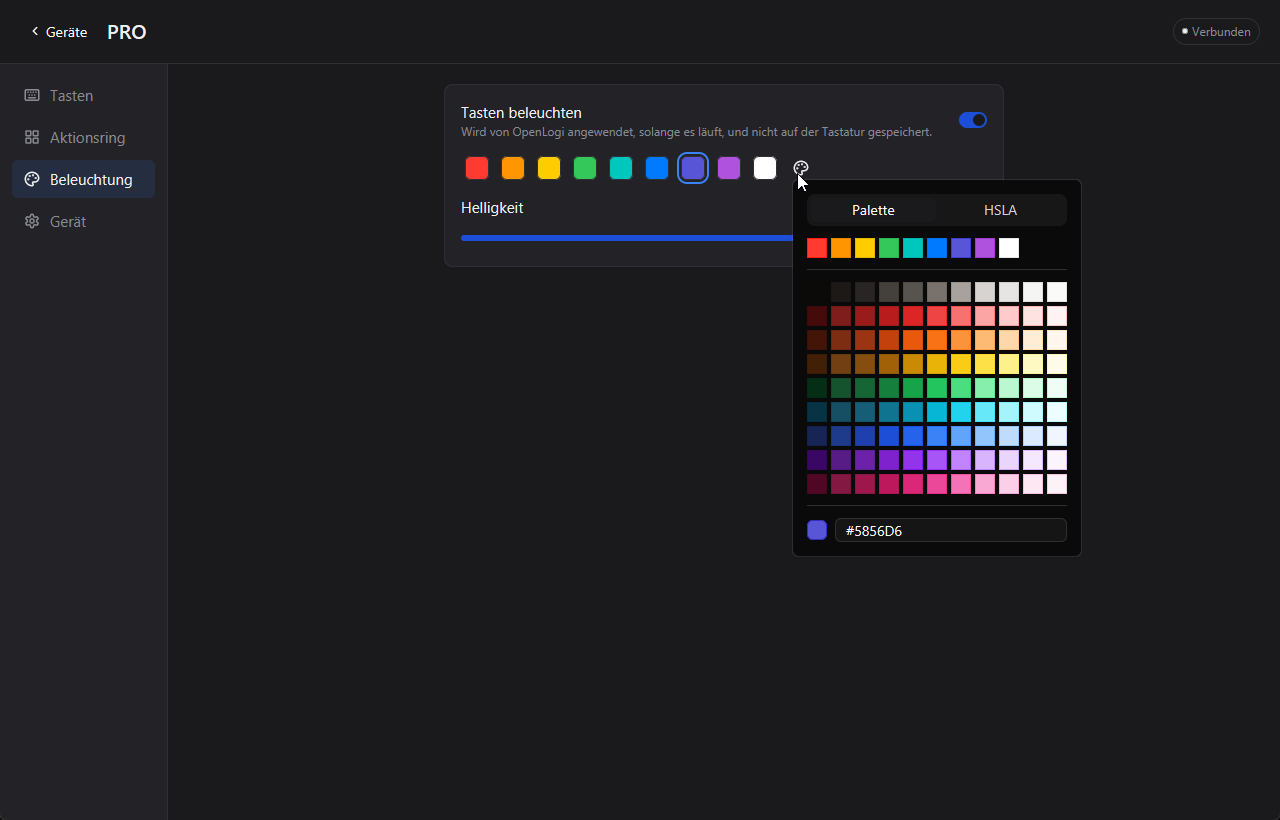 Geräte PRO Verbunden
Tasten
Aktionsring
Beleuchtung
Gerät
Tasten beleuchten
Wird von OpenLogi angewendet, solange es läuft, und nicht auf der Tastatur gespeichert.
Helligkeit
Palette HSLA
#5856D6